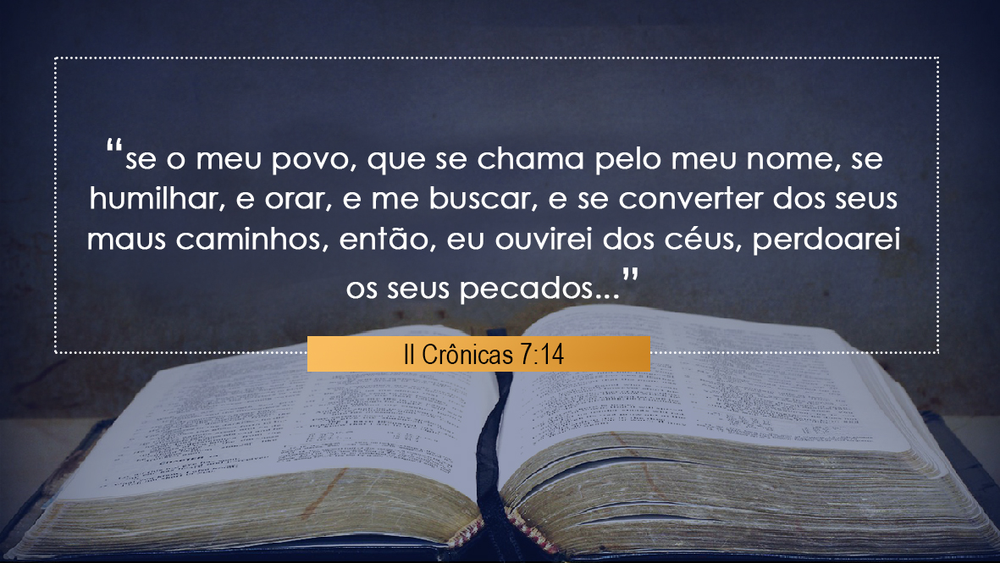 “se o meu povo, que se chama pelo meu nome, se
humilhar, e orar, e me buscar, e se converter dos seus
maus caminhos, então, eu ouvirei dos céus, perdoarei
os seus pecados...”
II Crônicas 7:14